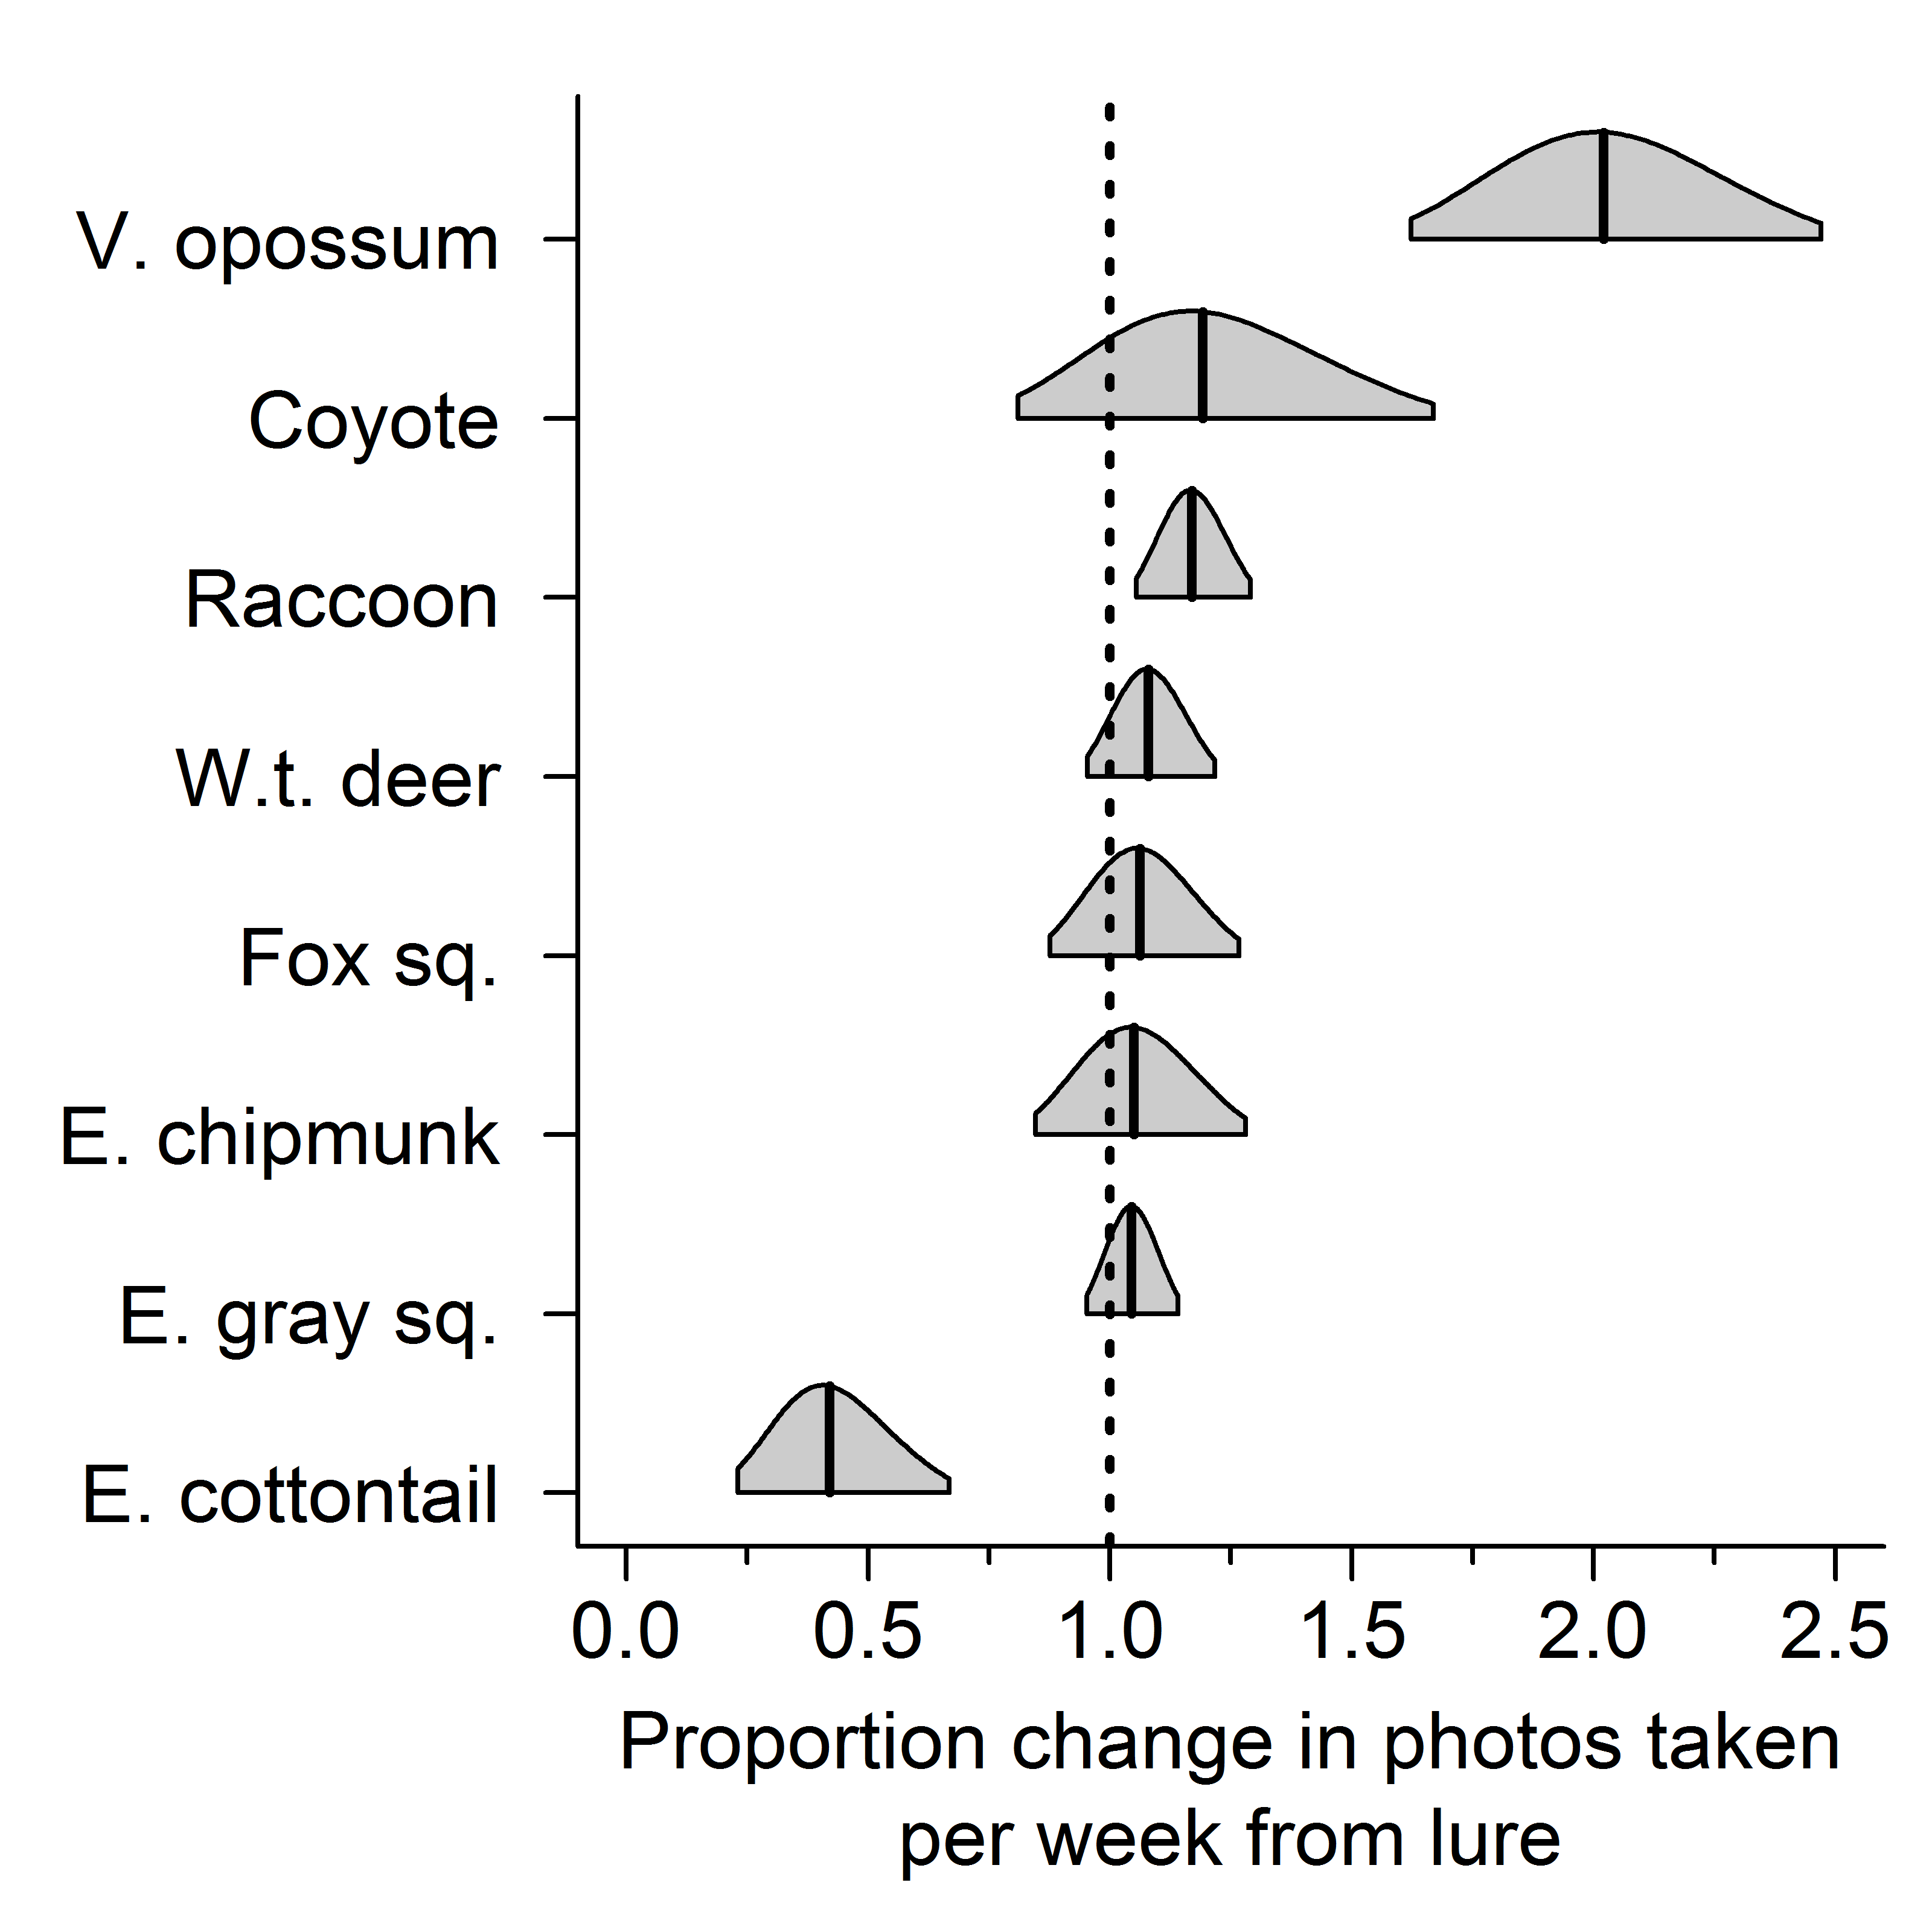 V. opossum
Coyote
Raccoon
W.t. deer
Fox sq.
E. chipmunk
E. gray sq.
E. cottontail
0.0 0.5 1.0 1.5 2.0 2.5
Proportion change in photos taken
per week from lure